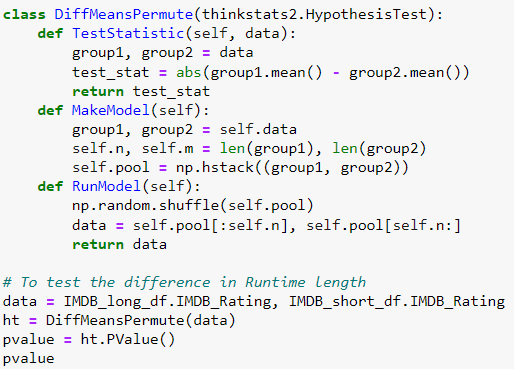 class DiffMeansPermute(thinkstats2.HypothesisTest):
    def TestStatistic(self, data):
        group1, group2 = data
        test_stat = abs(group1.mean() - group2.mean())
        return test_stat
    def MakeModel(self):
        group1, group2 = self.data
        self.n, self.m = len(group1), len(group2)
        self.pool = np.hstack((group1, group2))
    def RunModel(self):
        np.random.shuffle(self.pool)
        data = self.pool[:self.n], self.pool[self.n:]
        return data

# To test the difference in Runtime length
data = IMDB_long_df.IMDB_Rating, IMDB_short_df.IMDB_Rating
ht = DiffMeansPermute(data)
pvalue = ht.PValue()
pvalue